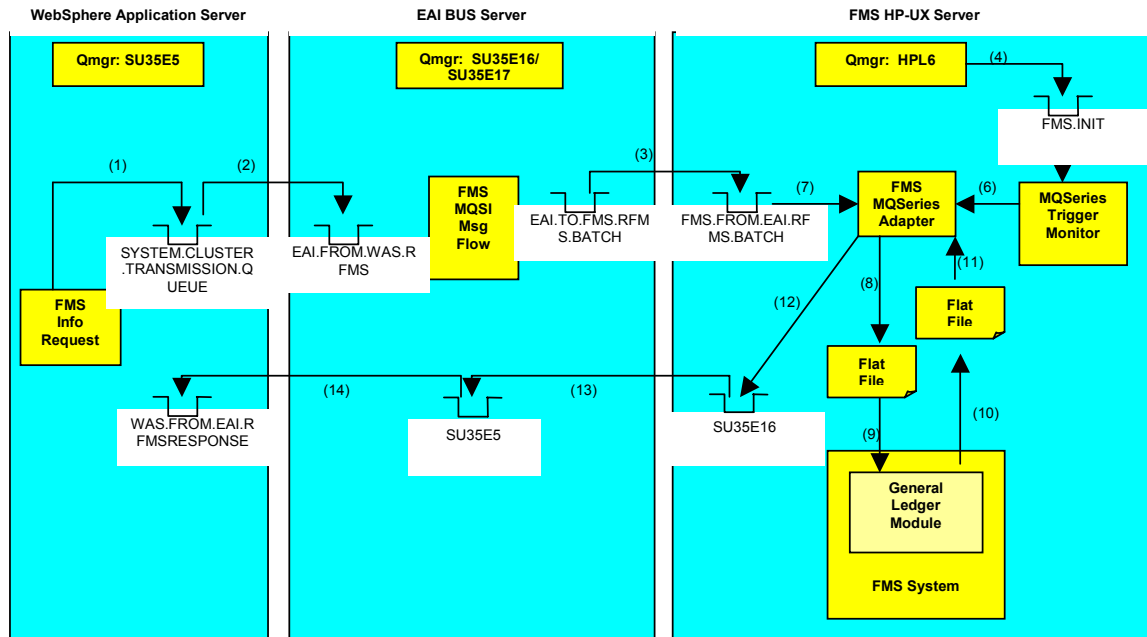 WebSphere Application Server
EAI BUS Server
FMS HP-UX Server
Qmgr: SU35E5
Qmgr: SU35E16/
SU35E17
Qmgr: HPL6
(4)
FMS.INIT
(1)
(2)
(3)
(7)
(6)
SYSTEM.CLUSTER
.TRANSMISSION.Q
UEUE
EAI.FROM.WAS.R
FMS
FMS
MQSI
Msg
Flow
EAI.TO.FMS.RFM
S.BATCH
FMS.FROM.EAI.RF
MS.BATCH
FMS
MQSeries
Adapter
MQSeries
Trigger
Monitor
FMS
Info
Request
(12)
(8)
(11)
Flat
File
Flat
File
(14)
(13)
(10)
(9)
WAS.FROM.EAI.R
FMSRESPONSE
SU35E5
SU35E16
General
Ledger
Module
FMS System